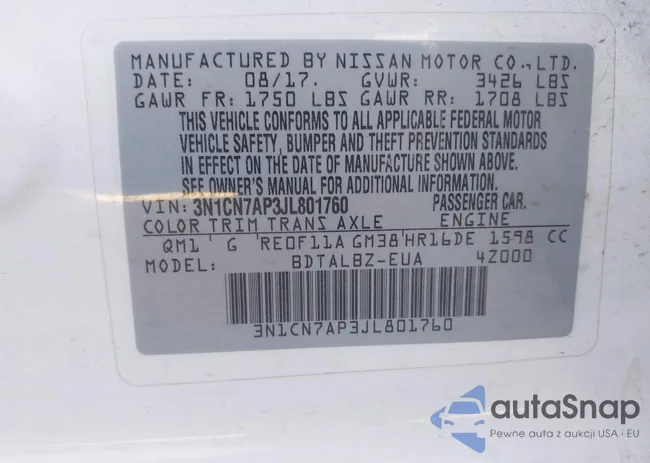 MANUFACTURED BY NISSAN MOTOR CO.,LTD.
DATE: 08/17. GVWR: 3426 LBS
GAWR FR: 1750 LBS GAWR RR: 1708 LBS
THIS VEHICLE CONFORMS TO ALL APPLICABLE FEDERAL MOTOR
VEHICLE SAFETY, BUMPER AND THEFT PREVENTION STANDARDS
IN EFFECT ON THE DATE OF MANUFACTURE SHOWN ABOVE.
SEE OWNER'S MANUAL FOR ADDITIONAL INFORMATION.
VIN: 3N1CN7AP3JL801760 PASSENGER CAR.
COLOR TRIM TRANS AXLE ENGINE
QM1 ' G 'RE0F11A GM38'HR16DE 1598 CC
MODEL: BDTALBZ-EUA 4Z000
3N1CN7AP3JL801760
autaSnap
Pewne auta z aukcji USA i EU